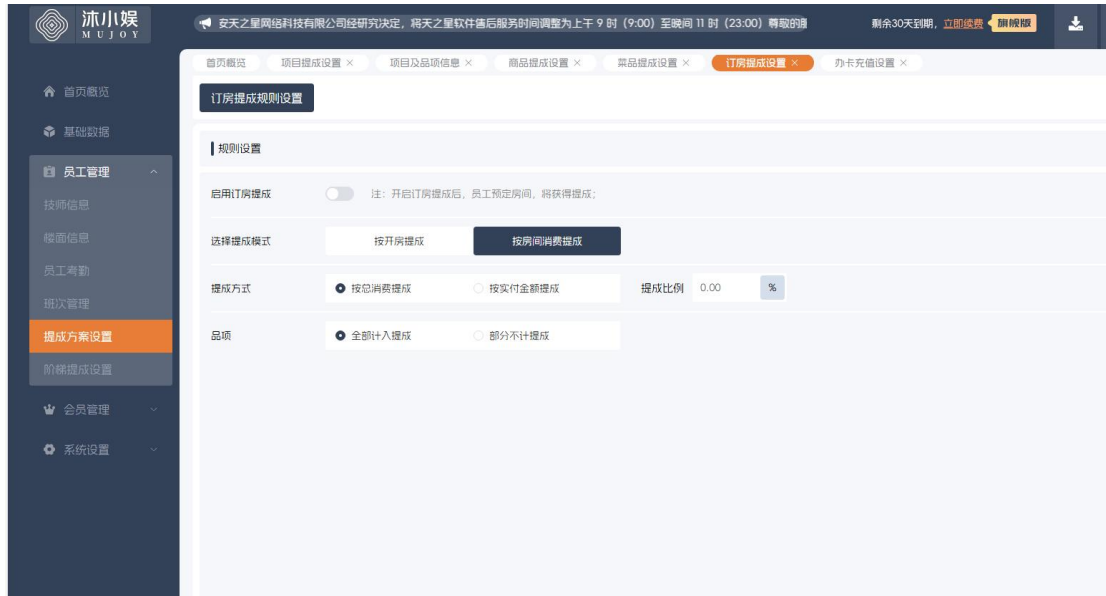 沐小娱
MUJOY
安天之星网络科技有限公司经研究决定，将天之星软件售后服务时间调整为上午 9 时（9:00）至晚间 11 时（23:00）尊敬的
剩余30天到期，立即续费 旗舰版
首页概览 项目提成设置 × 项目及品项信息 × 商品提成设置 × 菜品提成设置 × 订房提成设置 × 办卡充值设置 ×
首页概览
基础数据
员工管理
技师信息
楼面信息
员工考勤
班次管理
提成方案设置
阶梯提成设置
会员管理
系统设置
订房提成规则设置
规则设置
启用订房提成 注：开启订房提成后，员工预定房间，将获得提成；
选择提成模式 按开房提成 按房间消费提成
提成方式 按总消费提成 按实付金额提成 提成比例 0.00 %
品项 全部计入提成 部分不计提成